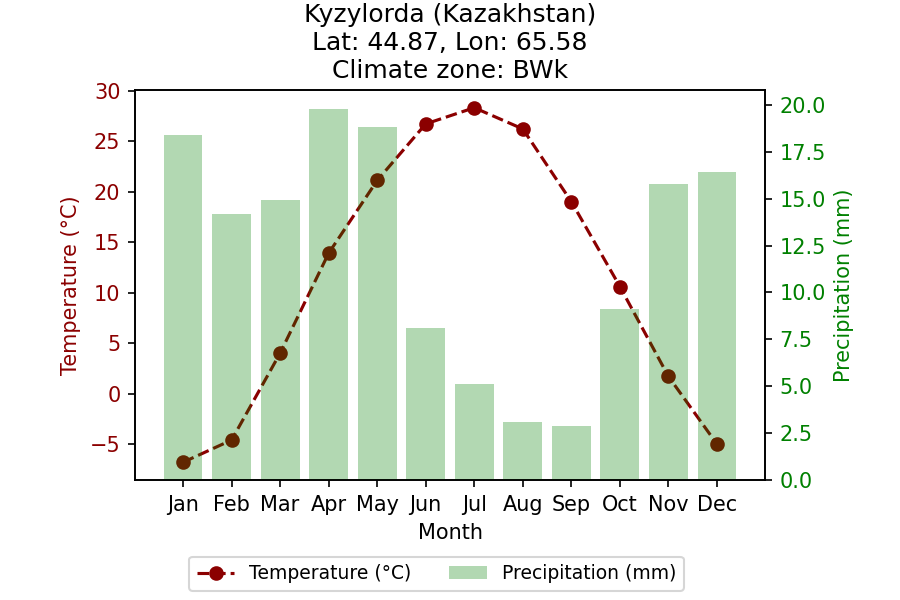 Kyzylorda (Kazakhstan)
Lat: 44.87, Lon: 65.58
Climate zone: BWk
Temperature (°C)
30
25
20
15
10
5
0
−5
20.0
17.5
15.0
12.5
10.0
7.5
5.0
2.5
0.0
Precipitation (mm)
Jan Feb Mar Apr May Jun Jul Aug Sep Oct Nov Dec
Month
Temperature (°C) Precipitation (mm)